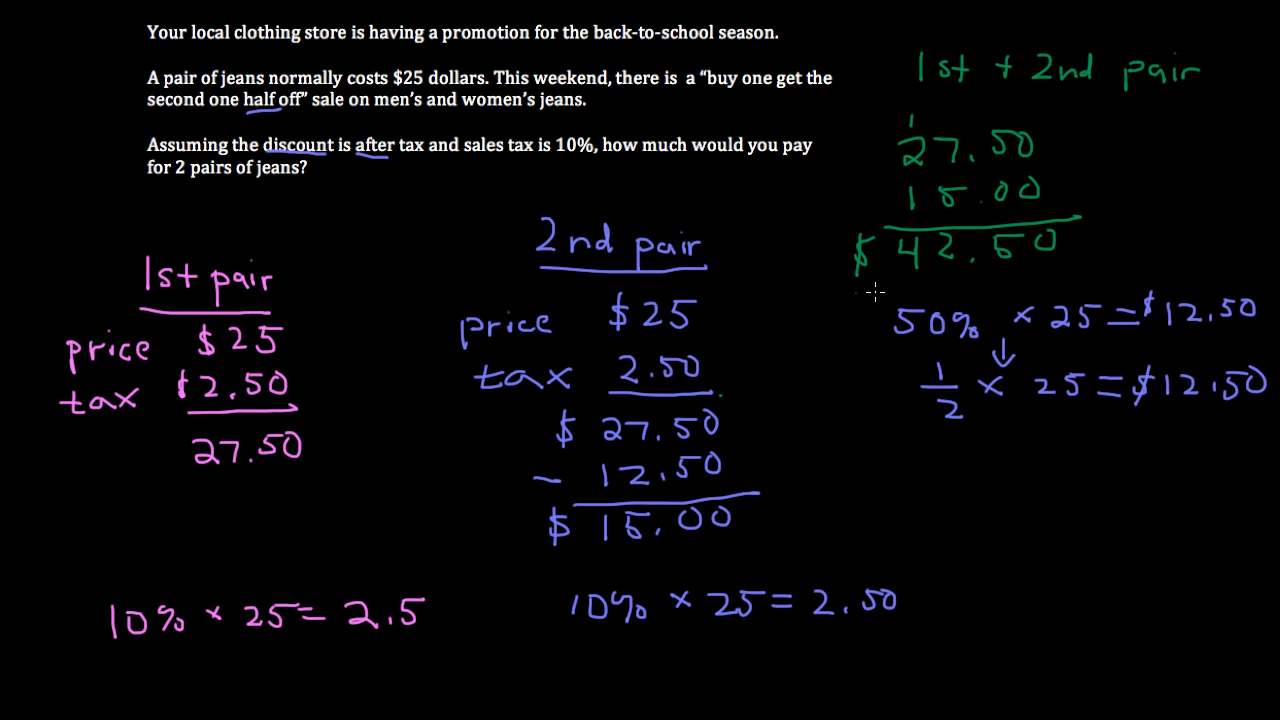 Your local clothing store is having a promotion for the back-to-school season.
A pair of jeans normally costs $25 dollars. This weekend, there is a “buy one get the
second one half off” sale on men’s and women’s jeans.
Assuming the discount is after tax and sales tax is 10%, how much would you pay
for 2 pairs of jeans?
1st pair
price $25
tax $2.50
27.50
10% × 25 = 2.5
2nd pair
price $25
tax 2.50
$ 27.50
- 12.50
$ 15.00
10% × 25 = 2.50
1st + 2nd pair
1
27.50
15.00
$ 42.50
50% × 25 = $12.50
1/2 × 25 = $12.50